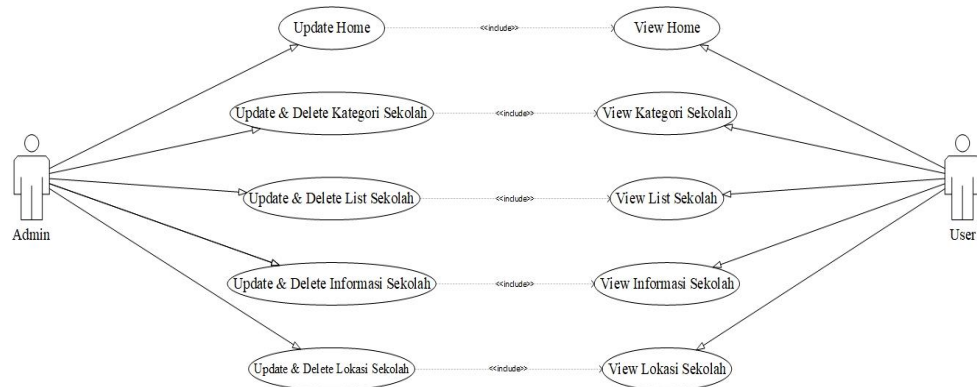 Update Home
<<include>>
View Home
Update & Delete Kategori Sekolah
<<include>>
View Kategori Sekolah
Update & Delete List Sekolah
<<include>>
View List Sekolah
Admin
User
Update & Delete Informasi Sekolah
<<include>>
View Informasi Sekolah
Update & Delete Lokasi Sekolah
<<include>>
View Lokasi Sekolah